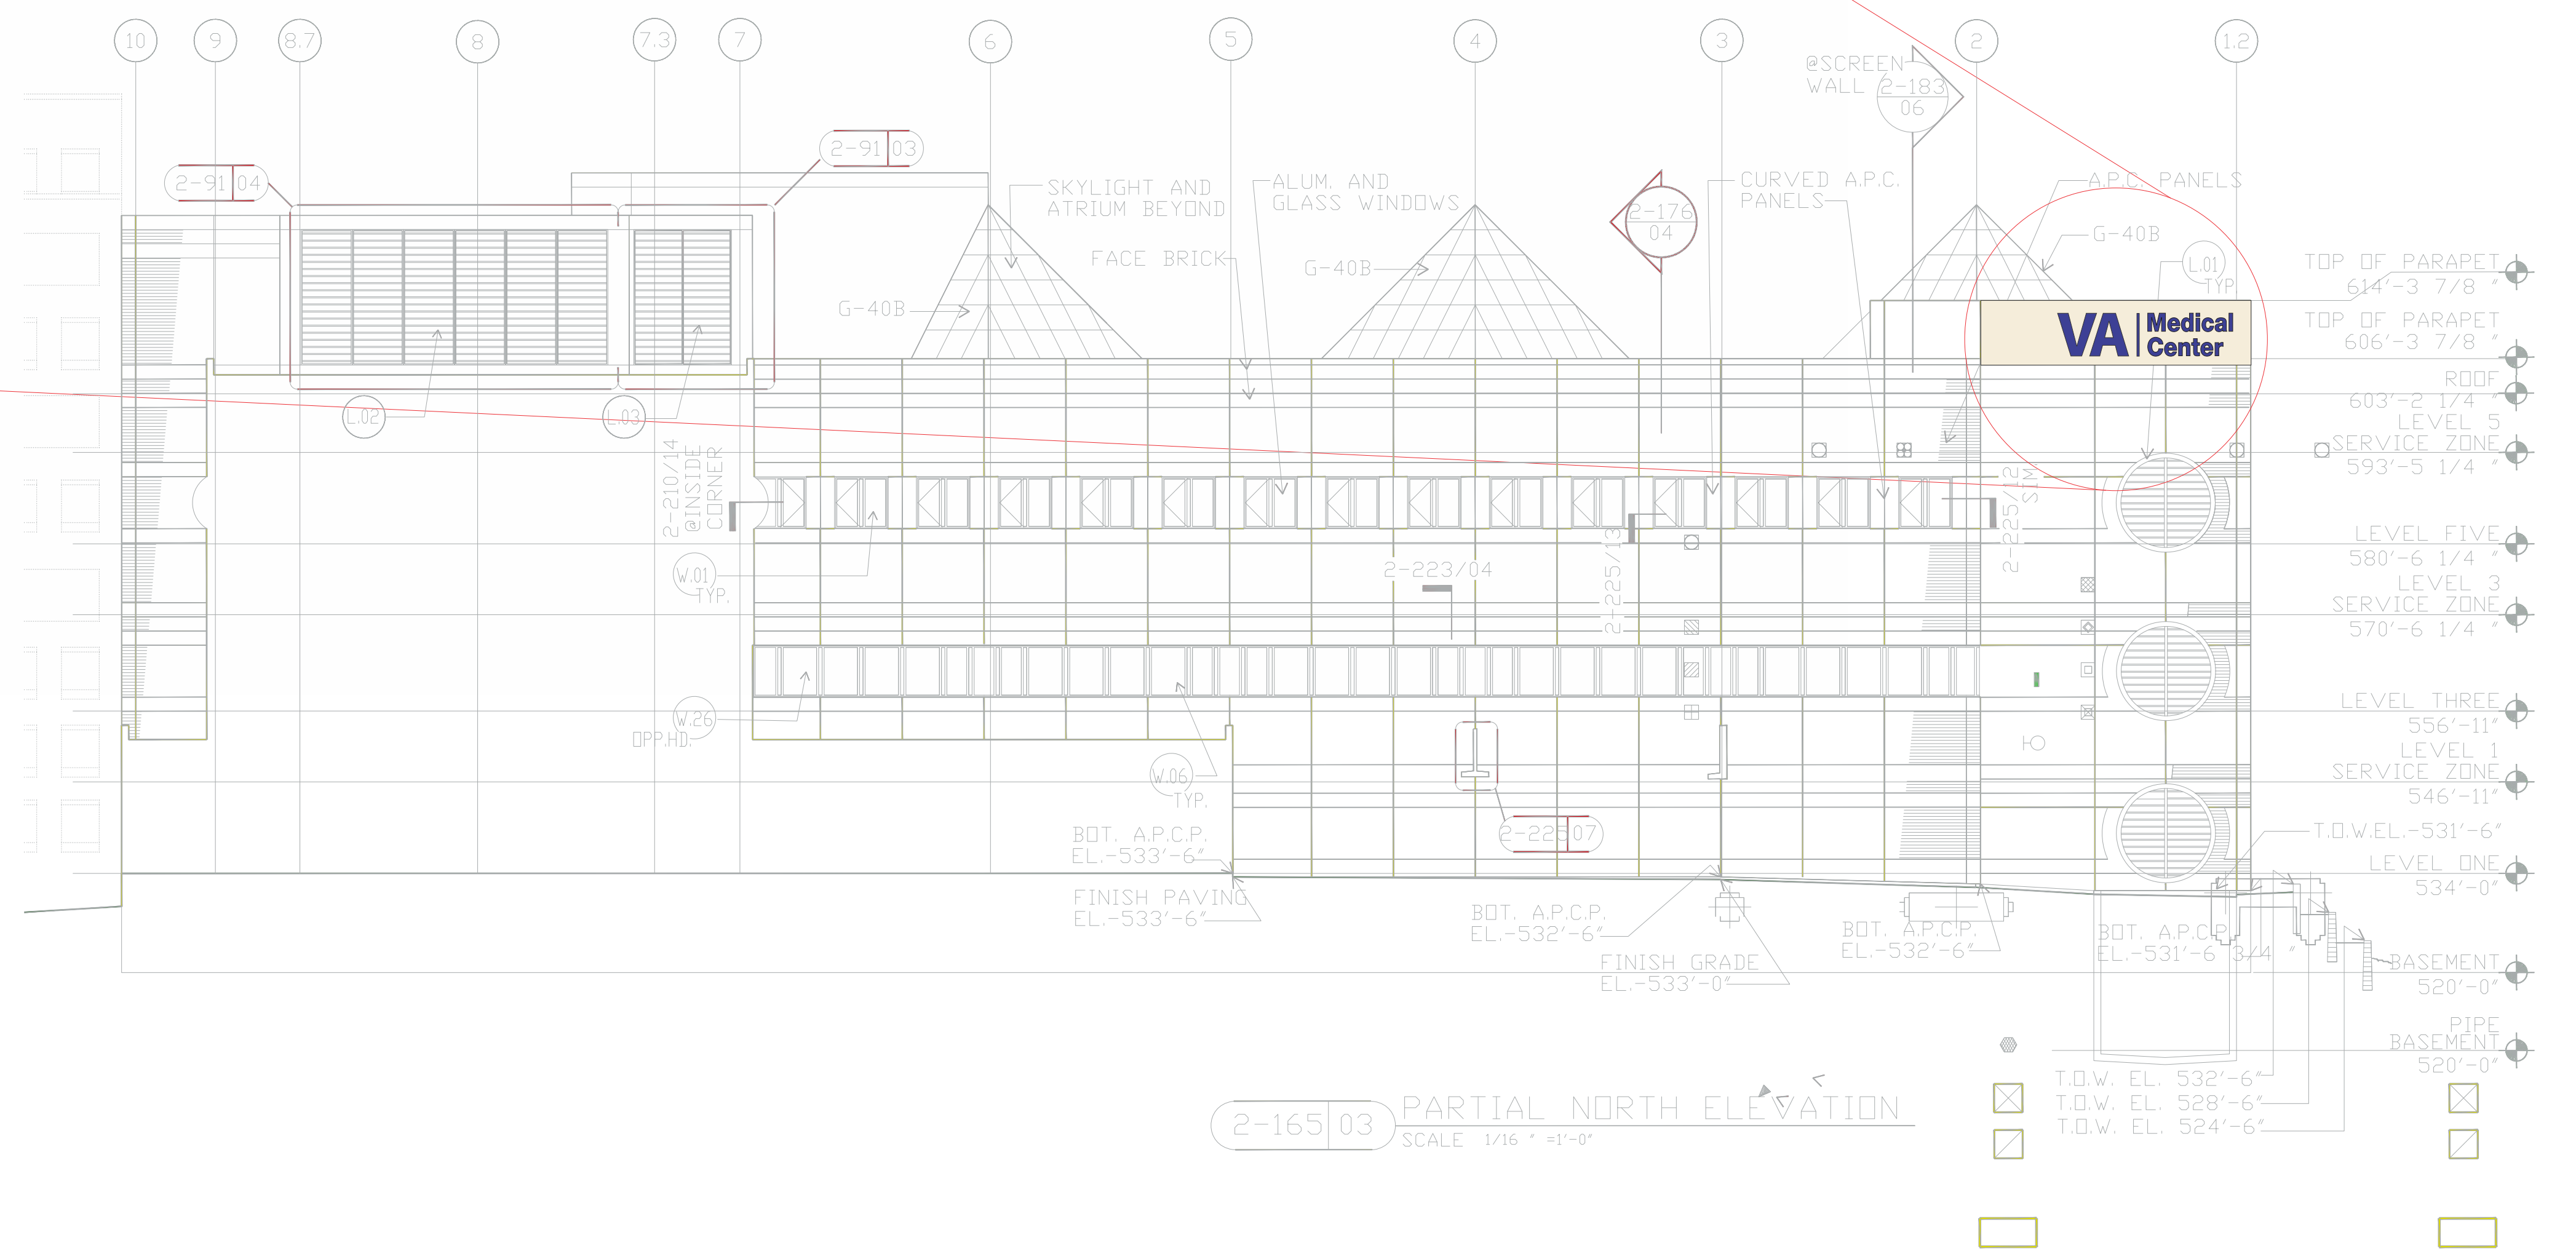 10
9
8.7
8
7.3
7
6
5
4
3
2
1.2
@SCREEN
WALL
2-183
06
2-91 03
2-91 04
SKYLIGHT AND
ATRIUM BEYOND
ALUM. AND
GLASS WINDOWS
CURVED A.P.C.
PANELS
A.P.C. PANELS
2-176
04
G-40B
FACE BRICK
G-40B
G-40B
L.01
TYP.
TOP OF PARAPET
614'-3 7/8 "
TOP OF PARAPET
606'-3 7/8 "
VA Medical
Center
ROOF
603'-2 1/4 "
L.02
L.03
LEVEL 5
SERVICE ZONE
593'-5 1/4 "
2-210/14
@INSIDE
CORNER
2-225/12
SIM
LEVEL FIVE
580'-6 1/4 "
W.01
TYP.
2-223/04
2-225/13
LEVEL 3
SERVICE ZONE
570'-6 1/4 "
W.26
OPP.HD.
LEVEL THREE
556'-11"
W.06
TYP.
LEVEL 1
SERVICE ZONE
546'-11"
2-225 07
BOT. A.P.C.P.
EL.-533'-6"
T.O.W.EL.-531'-6"
LEVEL ONE
534'-0"
FINISH PAVING
EL.-533'-6"
BOT. A.P.C.P.
EL.-532'-6"
BOT. A.P.C.P.
EL.-532'-6"
BOT. A.P.C.P.
EL.-531'-6 3/4 "
FINISH GRADE
EL.-533'-0"
BASEMENT
520'-0"
PIPE
BASEMENT
520'-0"
T.O.W. EL. 532'-6"
T.O.W. EL. 528'-6"
T.O.W. EL. 524'-6"
2-165 03
PARTIAL NORTH ELEVATION
SCALE 1/16 " =1'-0"